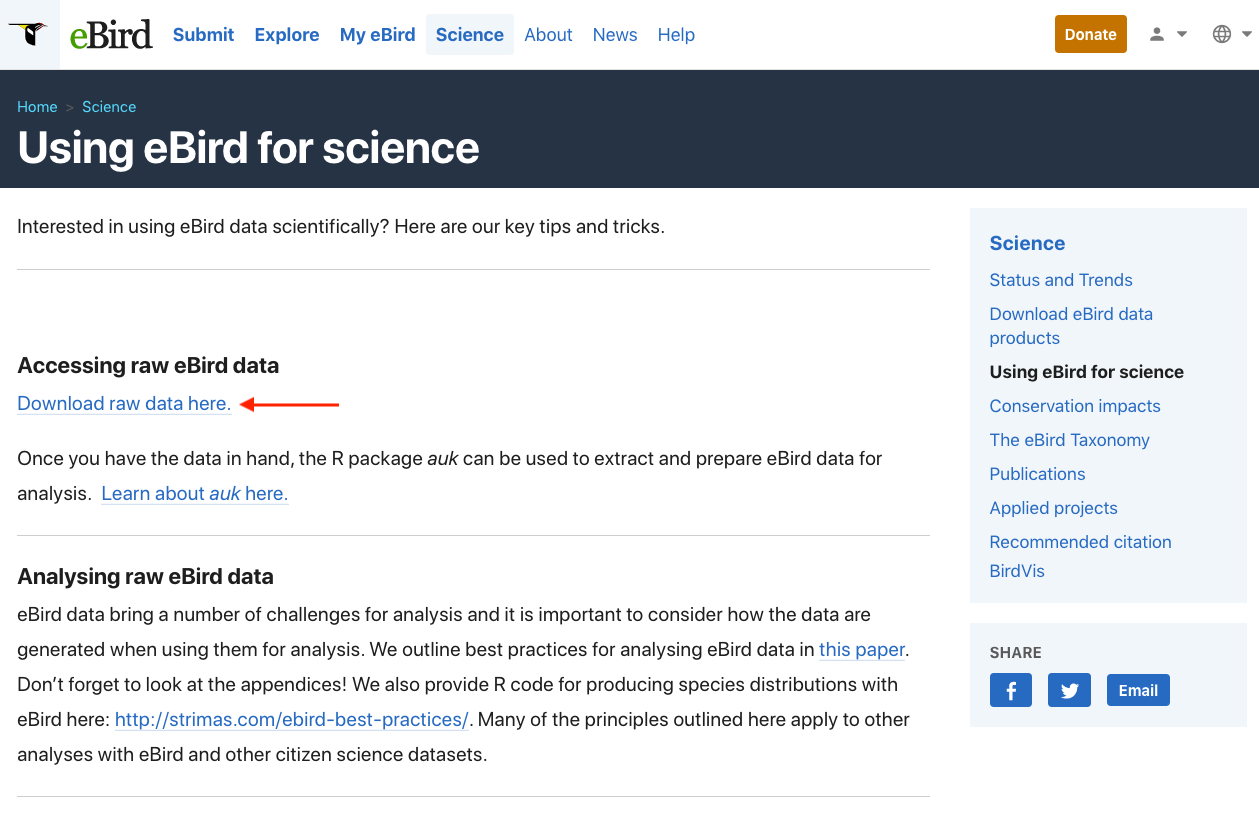 eBird Submit Explore My eBird Science About News Help Donate
Home > Science
Using eBird for science
Interested in using eBird data scientifically? Here are our key tips and tricks.
Accessing raw eBird data
Download raw data here.
Once you have the data in hand, the R package auk can be used to extract and prepare eBird data for
analysis. Learn about auk here.
Analysing raw eBird data
eBird data bring a number of challenges for analysis and it is important to consider how the data are
generated when using them for analysis. We outline best practices for analysing eBird data in this paper.
Don’t forget to look at the appendices! We also provide R code for producing species distributions with
eBird here: http://strimas.com/ebird-best-practices/. Many of the principles outlined here apply to other
analyses with eBird and other citizen science datasets.
Science
Status and Trends
Download eBird data
products
Using eBird for science
Conservation impacts
The eBird Taxonomy
Publications
Applied projects
Recommended citation
BirdVis
SHARE
Email